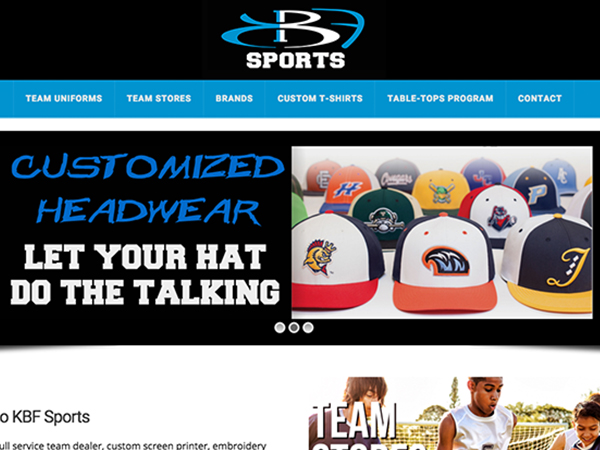 KBF
SPORTS
TEAM UNIFORMS TEAM STORES BRANDS CUSTOM T-SHIRTS TABLE-TOPS PROGRAM CONTACT
CUSTOMIZED
HEADWEAR
LET YOUR HAT
DO THE TALKING
Cougars
H
P
J
o KBF Sports
ull service team dealer, custom screen printer, embroidery
TEAM
STORES